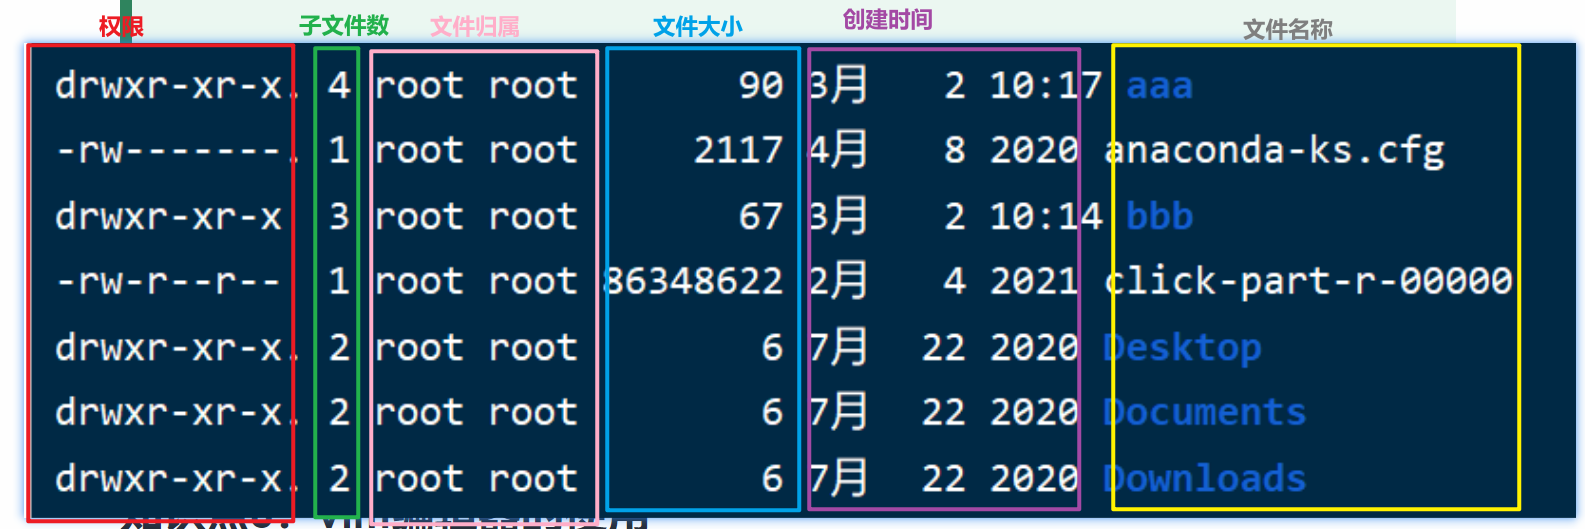 权限 子文件数 文件归属 文件大小 创建时间 文件名称
drwxr-xr-x. 4 root root 90 3月 2 10:17 aaa
-rw-------. 1 root root 2117 4月 8 2020 anaconda-ks.cfg
drwxr-xr-x 3 root root 67 3月 2 10:14 bbb
-rw-r--r-- 1 root root 86348622 2月 4 2021 click-part-r-00000
drwxr-xr-x. 2 root root 6 7月 22 2020 Desktop
drwxr-xr-x. 2 root root 6 7月 22 2020 Documents
drwxr-xr-x. 2 root root 6 7月 22 2020 Downloads